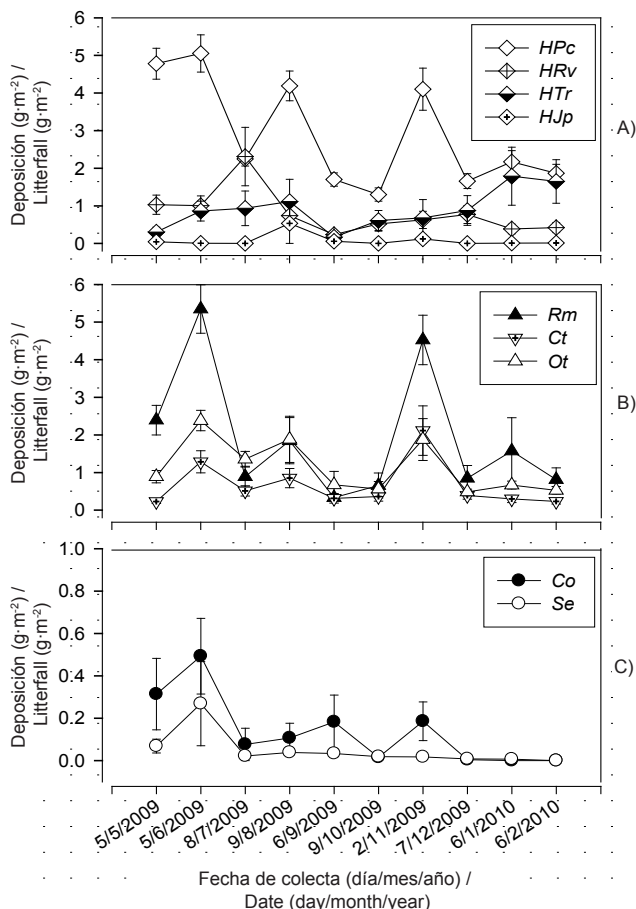 Deposición (g·m-2) /
Litterfall (g·m-2)
6
5
4
3
2
1
0
HPc
HRv
HTr
HJp
A)
Deposición (g·m-2) /
Litterfall (g·m-2)
6
5
4
3
2
1
0
Rm
Ct
Ot
B)
Deposición (g·m-2) /
Litterfall (g·m-2)
1.0
0.8
0.6
0.4
0.2
0.0
Co
Se
C)
5/5/2009
5/6/2009
8/7/2009
9/8/2009
6/9/2009
9/10/2009
2/11/2009
7/12/2009
6/1/2010
6/2/2010
Fecha de colecta (día/mes/año) /
Date (day/month/year)